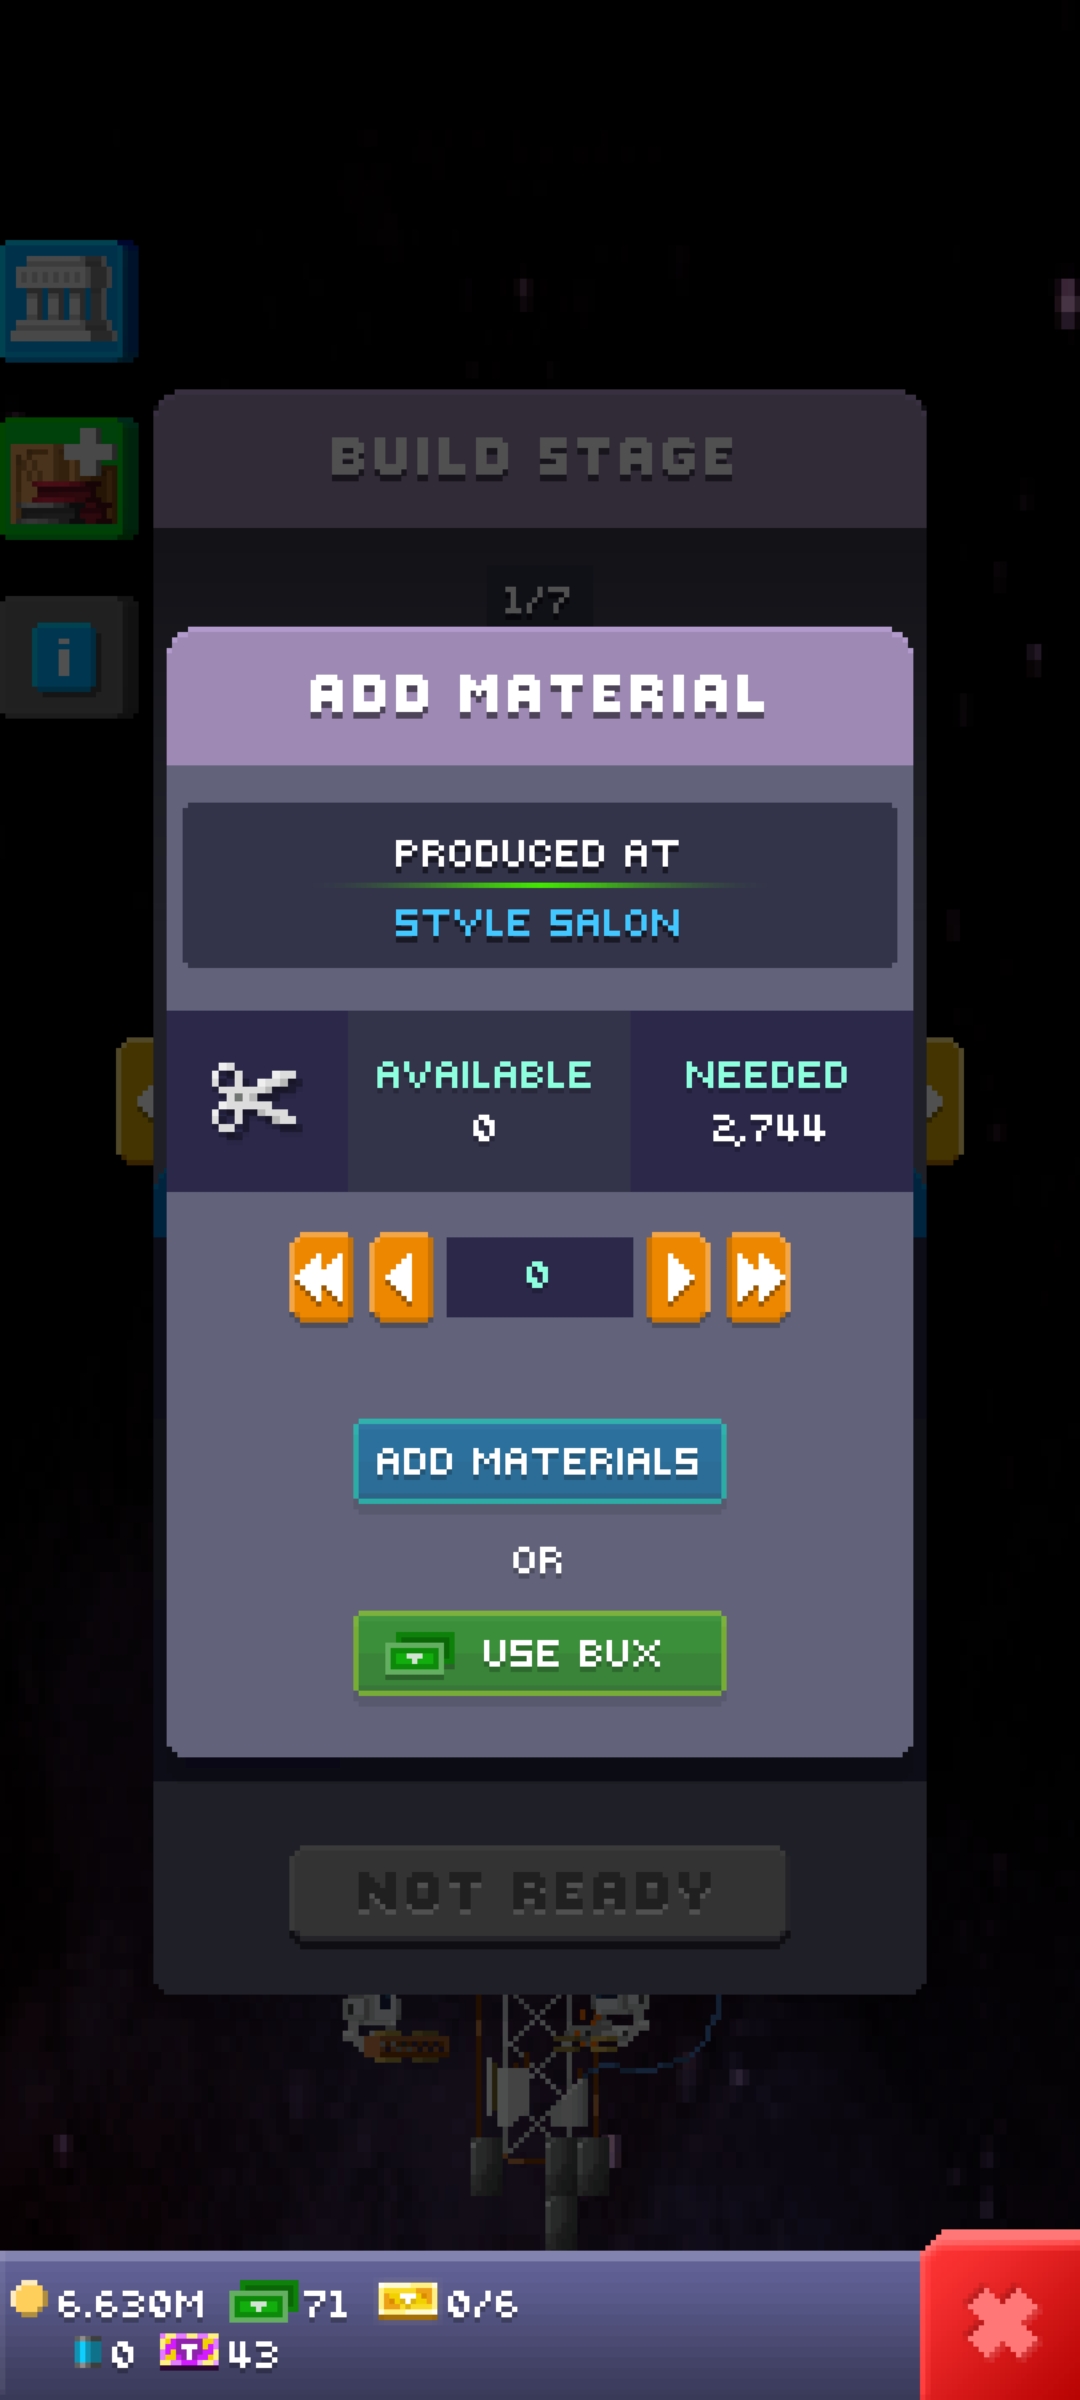 BUILD STAGE
1/7
ADD MATERIAL
PRODUCED AT
STYLE SALON
AVAILABLE
0
NEEDED
2,744
0
ADD MATERIALS
OR
USE BUX
NOT READY
6.630M 71 0/6
0 43